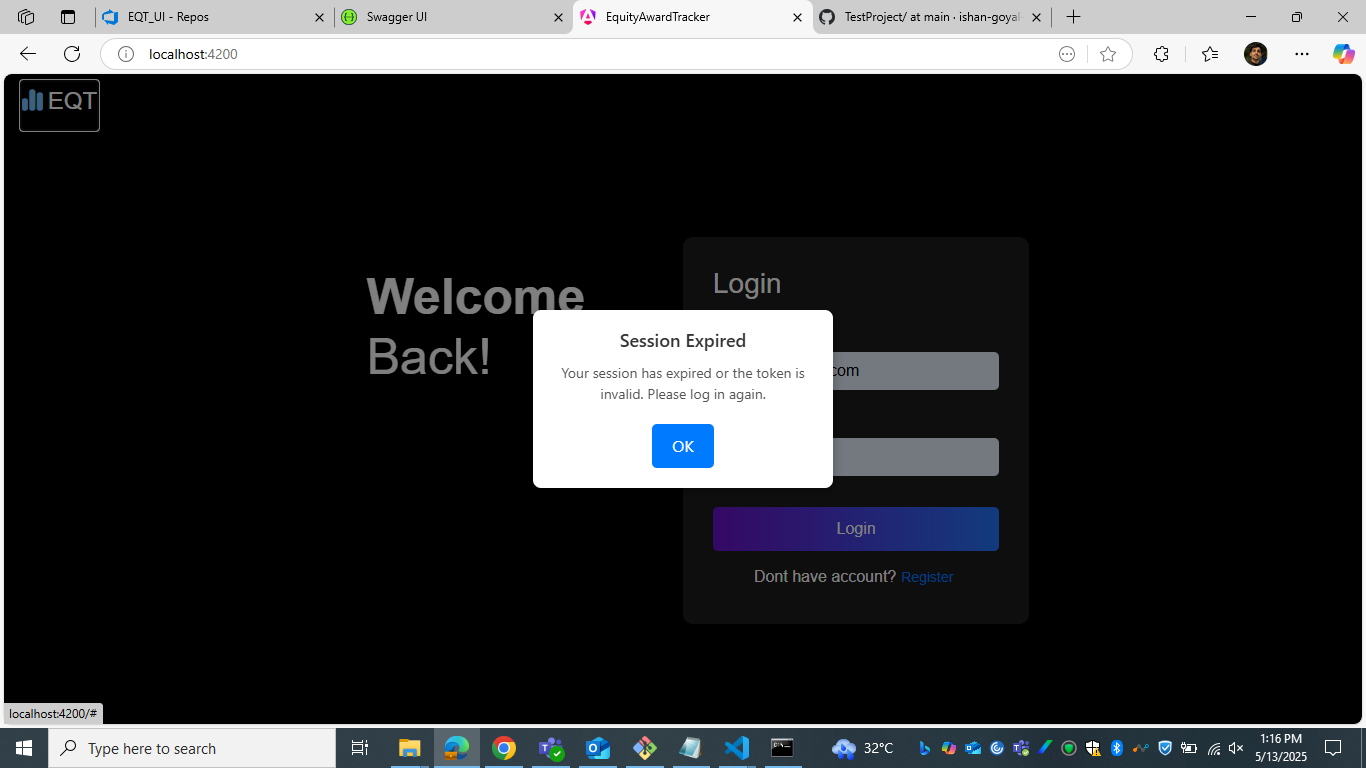 EQT_UI - Repos
Swagger UI
EquityAwardTracker
TestProject/ at main · ishan-goyal
localhost:4200
EQT
Welcome
Back!
Login
Session Expired
Your session has expired or the token is
invalid. Please log in again.
OK
.com
Login
Dont have account? Register
localhost:4200/#
Type here to search
32°C
1:16 PM
5/13/2025